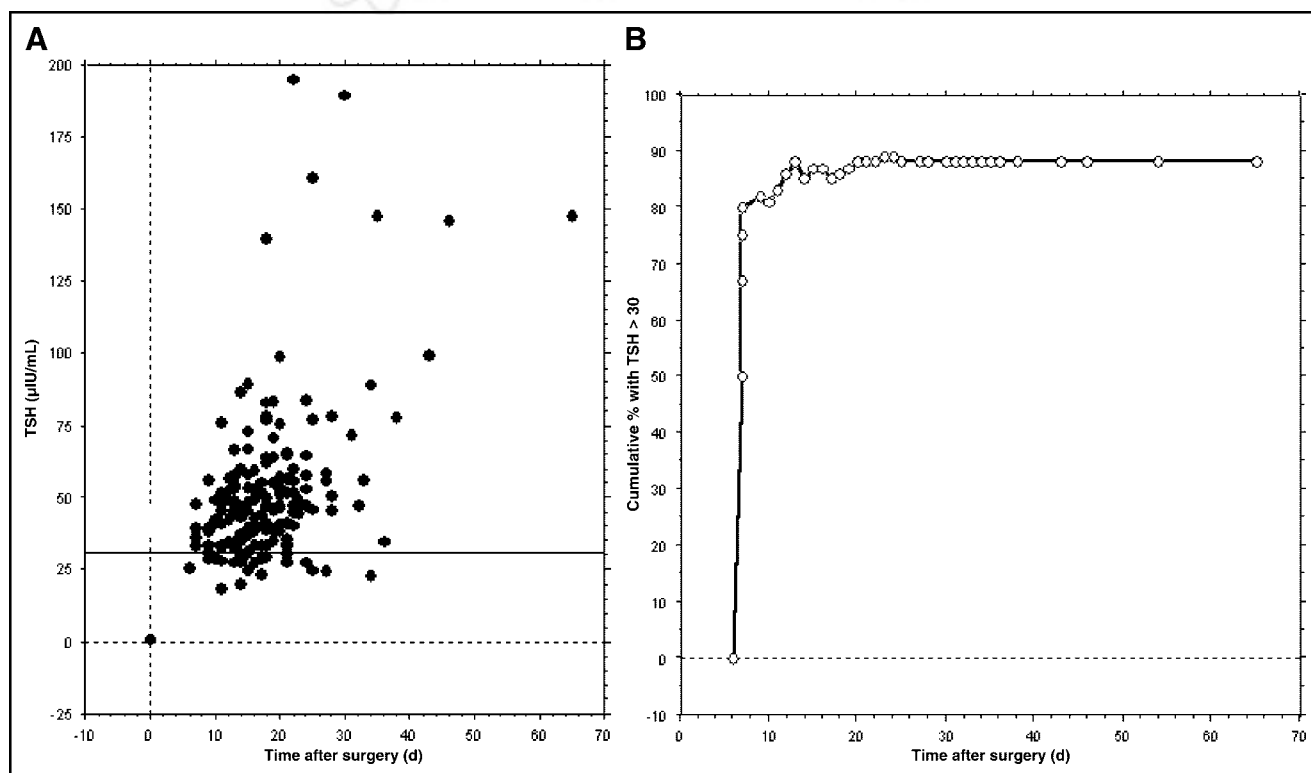 A
B
200
175
150
125
100
75
50
25
0
-25
TSH (µIU/mL)
-10 0 10 20 30 40 50 60 70
Time after surgery (d)
100
90
80
70
60
50
40
30
20
10
0
-10
Cumulative % with TSH > 30
0 10 20 30 40 50 60 70
Time after surgery (d)